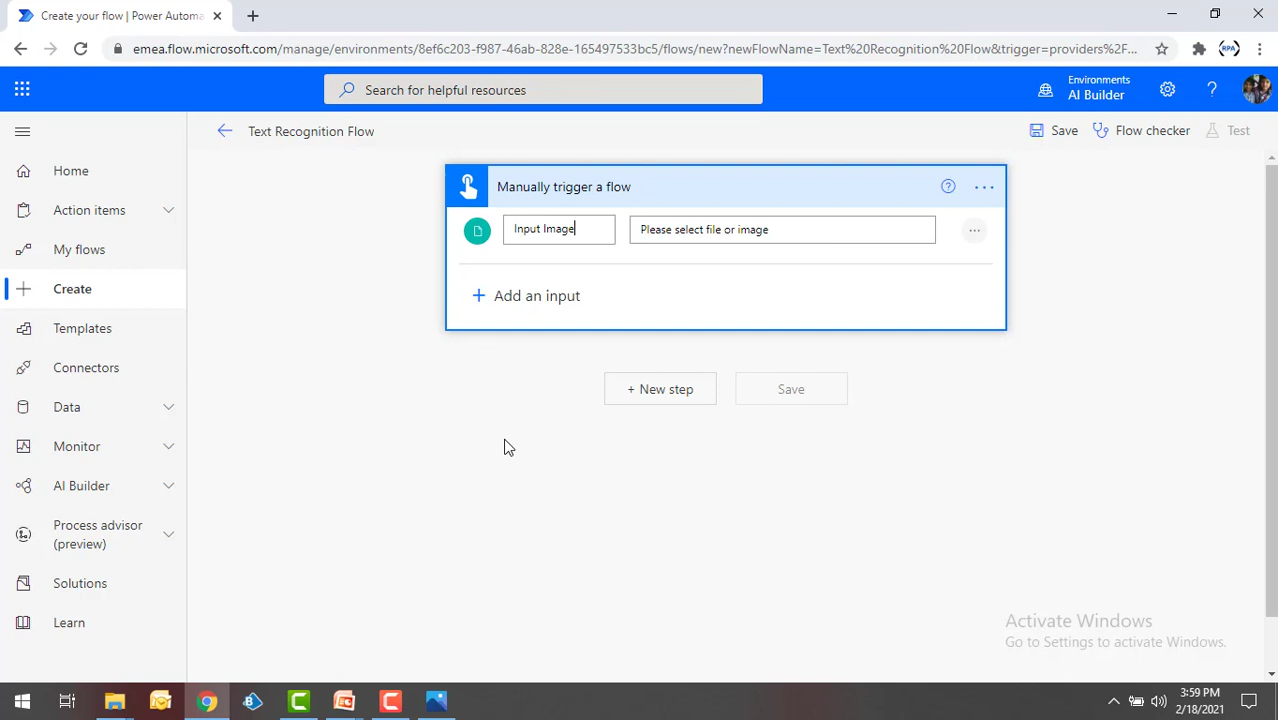 Create your flow | Power Automa
emea.flow.microsoft.com/manage/environments/8ef6c203-f987-46ab-828e-165497533bc5/flows/new?newFlowName=Text%20Recognition%20Flow&trigger=providers%2F...
RPA
Search for helpful resources
Environments
AI Builder
Text Recognition Flow
Save
Flow checker
Test
Home
Action items
My flows
Create
Templates
Connectors
Data
Monitor
AI Builder
Process advisor
(preview)
Solutions
Learn
Manually trigger a flow
Input Image
Please select file or image
+ Add an input
+ New step
Save
Activate Windows
Go to Settings to activate Windows.
3:59 PM
2/18/2021